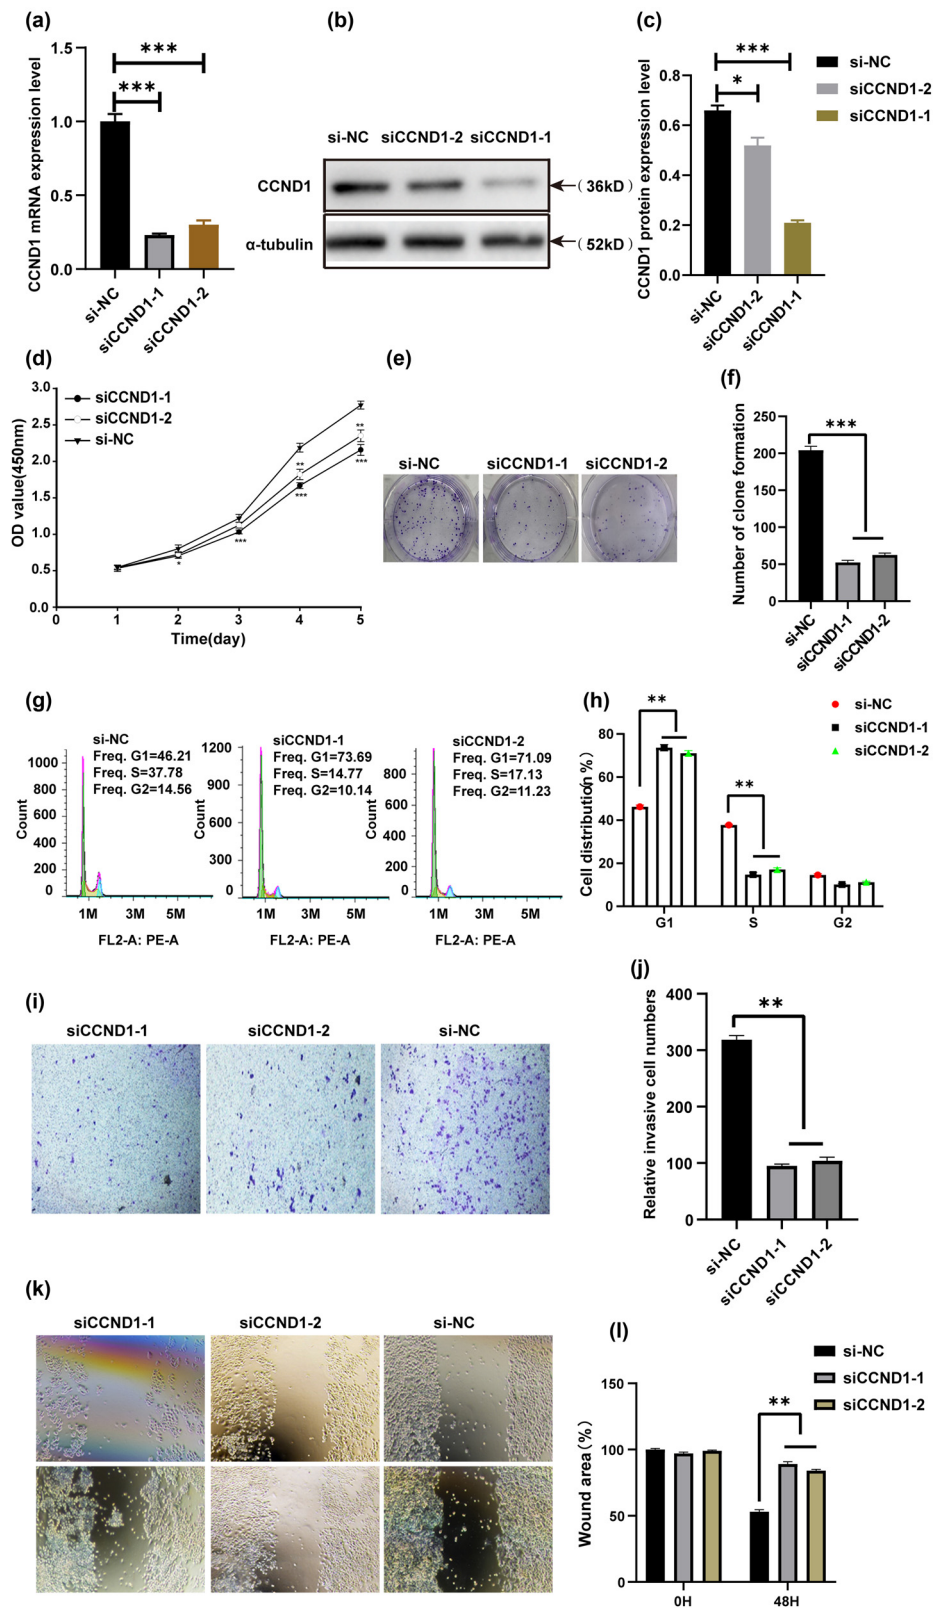 (a)
CCND1 mRNA expression level
1.5
1.0
0.5
0.0
***
***
si-NC
siCCND1-1
siCCND1-2
(b)
si-NC siCCND1-2 siCCND1-1
CCND1
(36kD)
α-tubulin
(52kD)
(c)
CCND1 protein expression level
0.8
0.6
0.4
0.2
0.0
***
*
si-NC
siCCND1-2
siCCND1-1
si-NC
siCCND1-2
siCCND1-1
(d)
OD value(450nm)
3.0
2.5
2.0
1.5
1.0
0.5
0.0
siCCND1-1
siCCND1-2
si-NC
*
***
**
***
**
***
0 1 2 3 4 5
Time(day)
(e)
si-NC siCCND1-1 siCCND1-2
(f)
Number of clone formation
250
200
150
100
50
0
***
si-NC
siCCND1-1
siCCND1-2
(g)
si-NC
Freq. G1=46.21
Freq. S=37.78
Freq. G2=14.56
Count
1000
800
600
400
200
0
1M 3M 5M
FL2-A: PE-A
siCCND1-1
Freq. G1=73.69
Freq. S=14.77
Freq. G2=10.14
Count
1200
900
600
300
0
1M 3M 5M
FL2-A: PE-A
siCCND1-2
Freq. G1=71.09
Freq. S=17.13
Freq. G2=11.23
Count
800
600
400
200
0
1M 3M 5M
FL2-A: PE-A
(h)
Cell distribution(%)
80
60
40
20
0
**
**
G1 S G2
si-NC
siCCND1-1
siCCND1-2
(i)
siCCND1-1 siCCND1-2 si-NC
(j)
Relative invasive cell numbers
400
300
200
100
0
**
si-NC
siCCND1-1
siCCND1-2
(k)
siCCND1-1 siCCND1-2 si-NC
(l)
si-NC
siCCND1-1
siCCND1-2
Wound area(%)
150
100
50
0
**
0H 48H